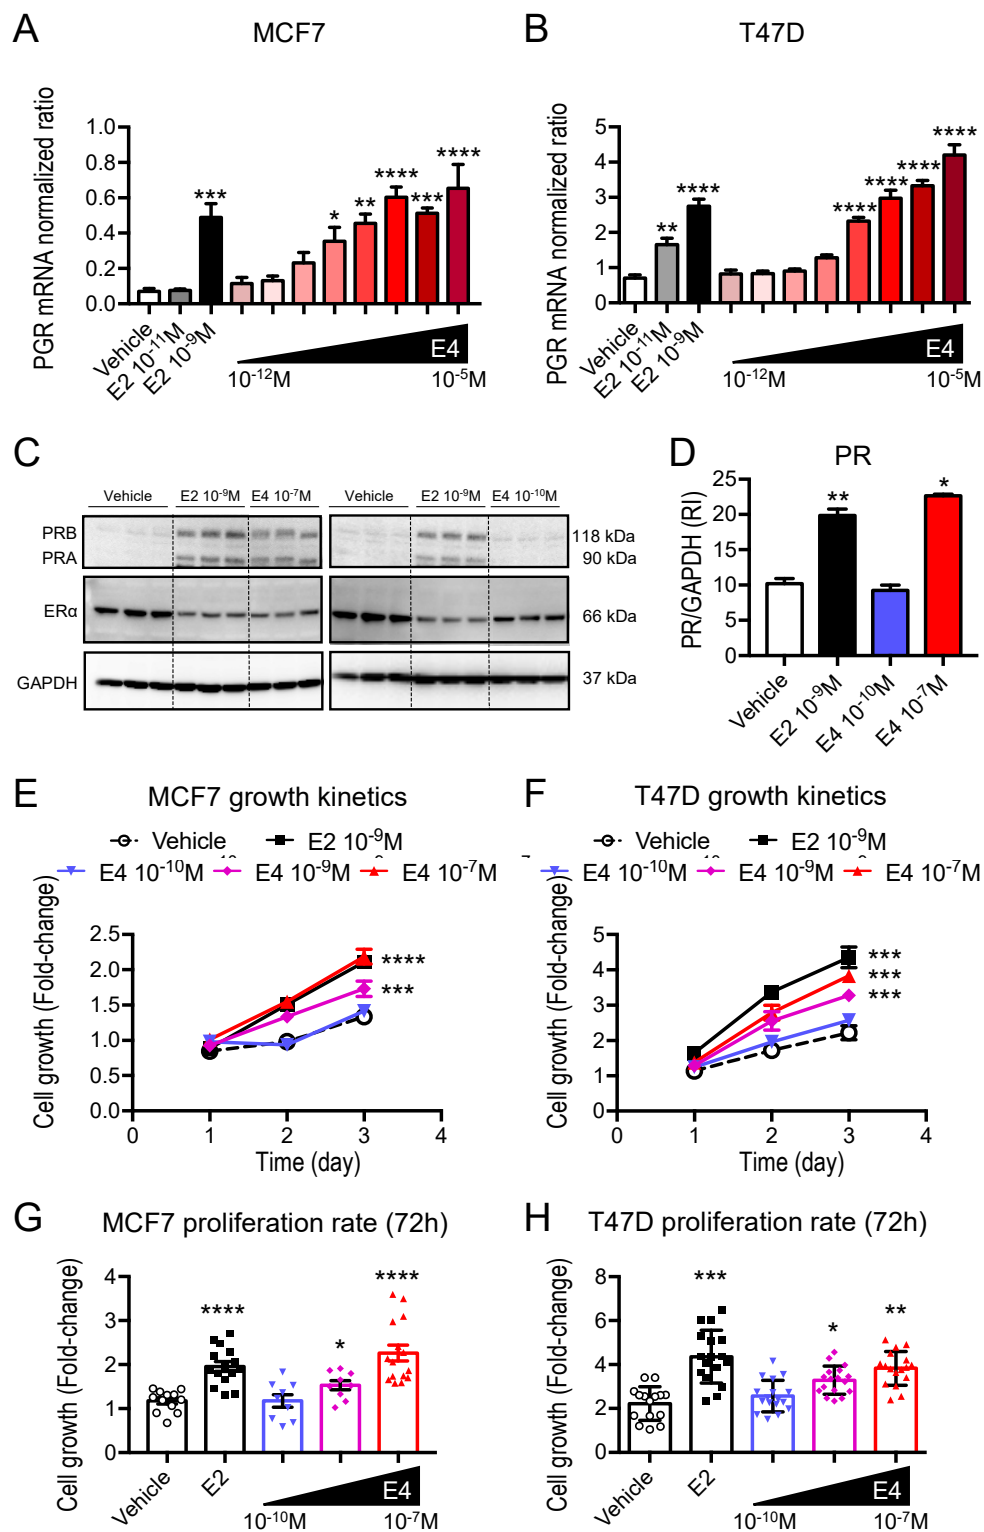 A MCF7
B T47D
PGR mRNA normalized ratio
1.0
0.8
0.6
0.4
0.2
0.0
***
*
**
****
***
****
Vehicle
E2 10-11M
E2 10-9M
E4
10-12M 10-5M
PGR mRNA normalized ratio
5
4
3
2
1
0
**
****
****
****
****
****
Vehicle
E2 10-11M
E2 10-9M
E4
10-12M 10-5M
C
Vehicle E2 10-9M E4 10-7M Vehicle E2 10-9M E4 10-10M
PRB 118 kDa
PRA 90 kDa
ERα 66 kDa
GAPDH 37 kDa
D PR
PR/GAPDH (RI)
25
20
15
10
5
0
**
*
Vehicle
E2 10-9M
E4 10-10M
E4 10-7M
E MCF7 growth kinetics
Vehicle E2 10-9M
E4 10-10M E4 10-9M E4 10-7M
Cell growth (Fold-change)
2.5
2.0
1.5
1.0
0.5
0.0
****
***
0 1 2 3 4
Time (day)
F T47D growth kinetics
Vehicle E2 10-9M
E4 10-10M E4 10-9M E4 10-7M
Cell growth (Fold-change)
5
4
3
2
1
0
***
***
***
0 1 2 3 4
Time (day)
G MCF7 proliferation rate (72h)
Cell growth (Fold-change)
4
3
2
1
0
****
*
****
Vehicle
E2
E4
10-10M 10-7M
H T47D proliferation rate (72h)
Cell growth (Fold-change)
8
6
4
2
0
***
*
**
Vehicle
E2
E4
10-10M 10-7M